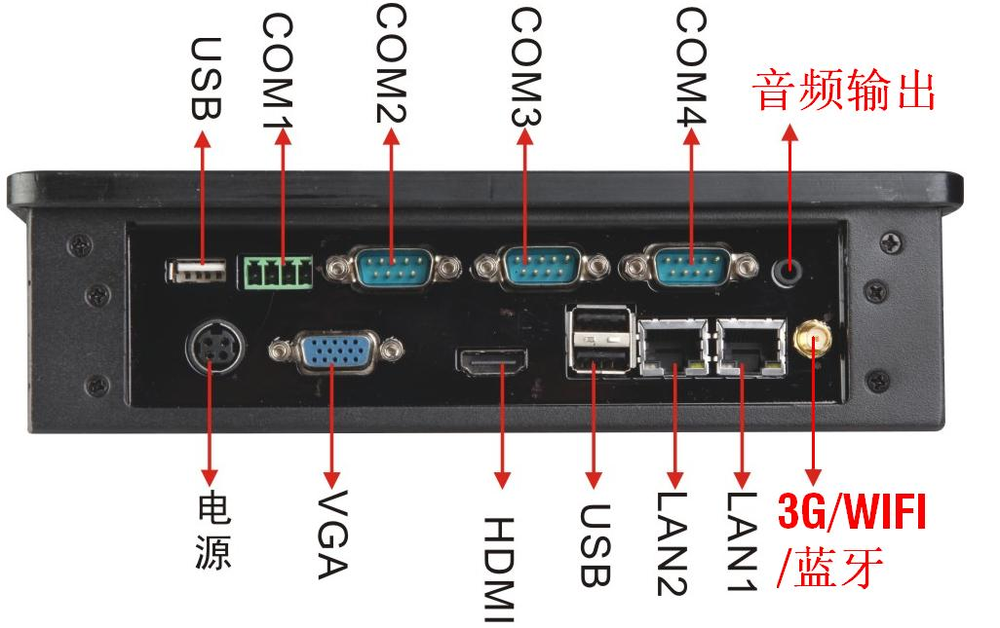 USB
COM1
COM2
COM3
COM4
音频输出
电源
VGA
HDMI
USB
LAN2
LAN1
3G/WIFI
/蓝牙